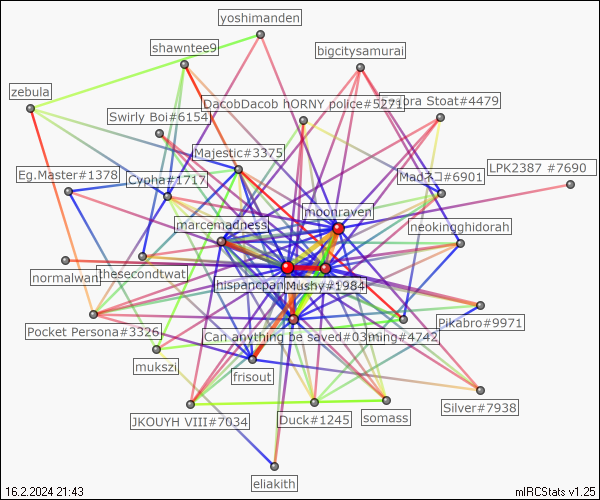 yoshimanden
shawntee9
bigcitysamurai
zebula
DacobDacob hORNY police#5271
ora Stoat#4479
Swirly Boi#6154
Majestic#3375
LPK2387 #7690
Eg.Master#1378
Cypha#1717
Madネコ#6901
moonraven
marcemadness
neokingghidorah
normalwan
thesecondtwat
hispancpan
Mushy#1984
Pikabro#9971
Pocket Persona#3326
Can anything be saved#03
ming#4742
mukszi
frisout
Silver#7938
JKOUYH VIII#7034
Duck#1245
somass
eliakith
16.2.2024 21:43
mIRCStats v1.25